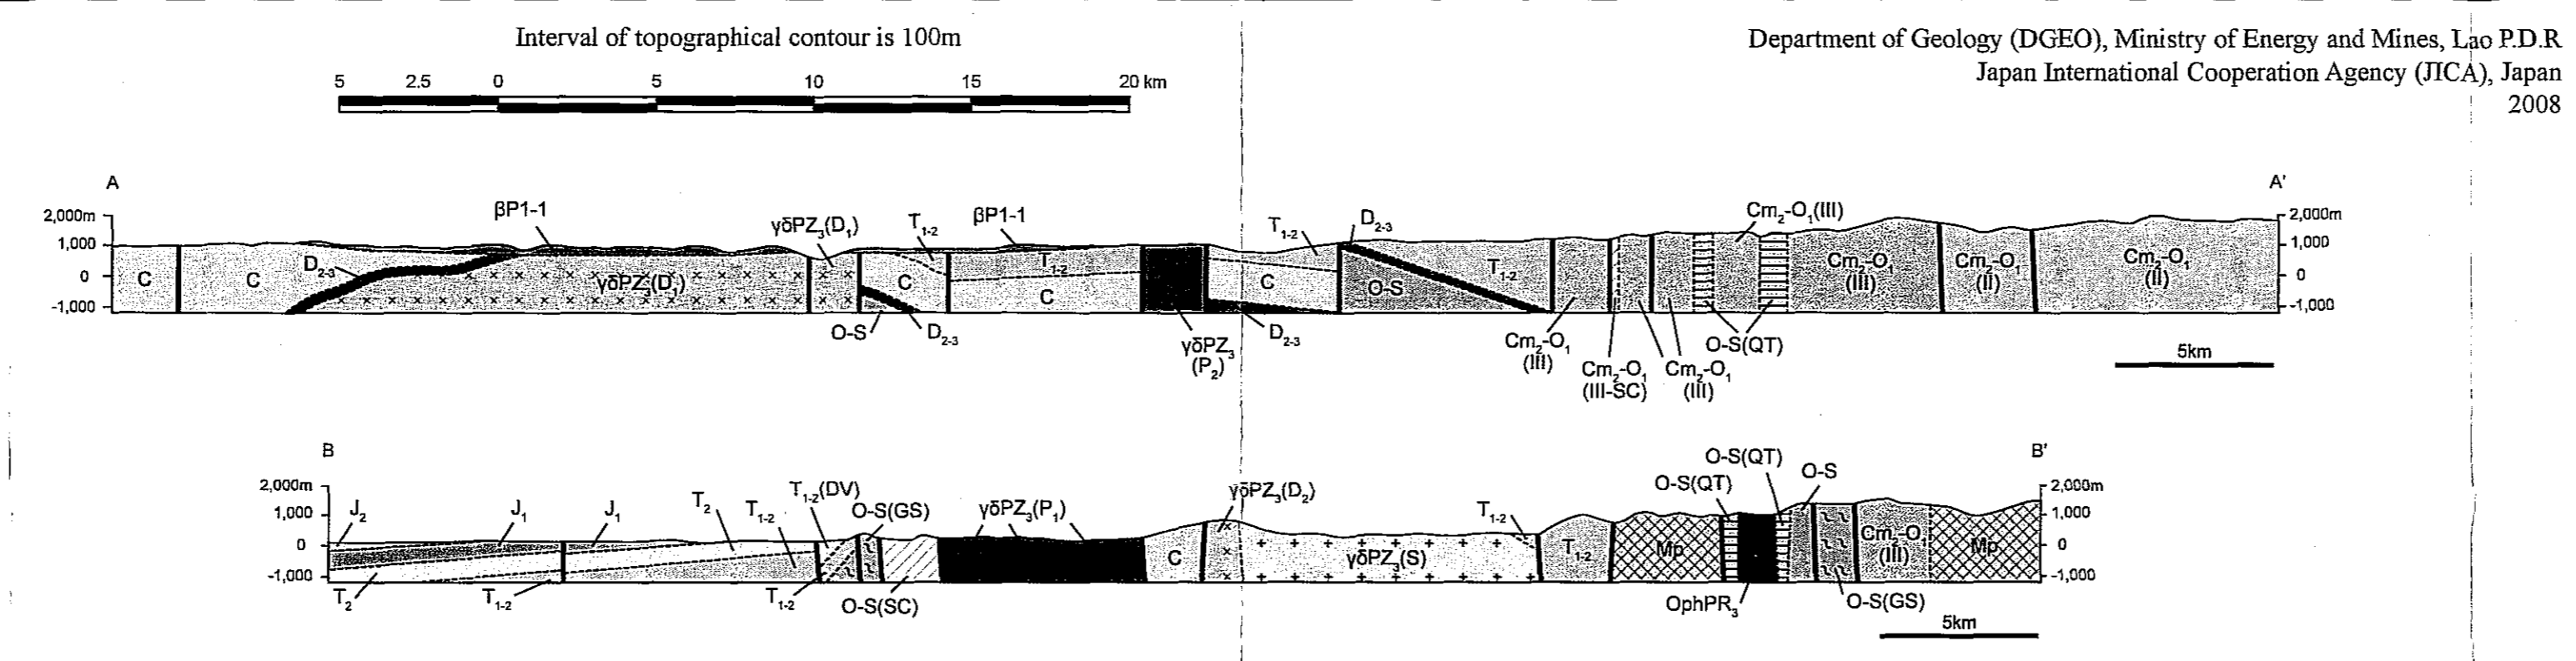 Interval of topographical contour is 100m
5 2.5 0 5 10 15 20 km
Department of Geology (DGEO), Ministry of Energy and Mines, Lao P.D.R
Japan International Cooperation Agency (JICA), Japan
2008
A
A'
2,000m
1,000
0
-1,000
βP1-1
γδPZ₃(D₁)
T₁₋₂
βP1-1
T₁₋₂
D₂₋₃
Cm₂-O₁(III)
2,000m
1,000
0
-1,000
C
C
D₂₋₃
γδPZ₃(D₁)
C
T₁₋₂
C
C
O-S
T₁₋₂
Cm₂-O₁
(III)
Cm₂-O₁
(II)
Cm₂-O₁
(II)
O-S
D₂₋₃
γδPZ₃
(P₂)
D₂₋₃
Cm₂-O₁
(III)
Cm₂-O₁
(III-SC)
Cm₂-O₁
(III)
O-S(QT)
5km
B
B'
2,000m
1,000
0
-1,000
J₂
J₁
J₁
T₂
T₁₋₂
T₁₋₂(DV)
O-S(GS)
γδPZ₃(P₁)
γδPZ₃(D₂)
T₁₋₂
O-S(QT)
O-S(QT)
O-S
2,000m
1,000
0
-1,000
C
γδPZ₃(S)
T₁₋₂
Mp
Cm₂-O₁
(III)
Mp
T₂
T₁₋₂
T₁₋₂
O-S(SC)
OphPR₃
O-S(GS)
5km